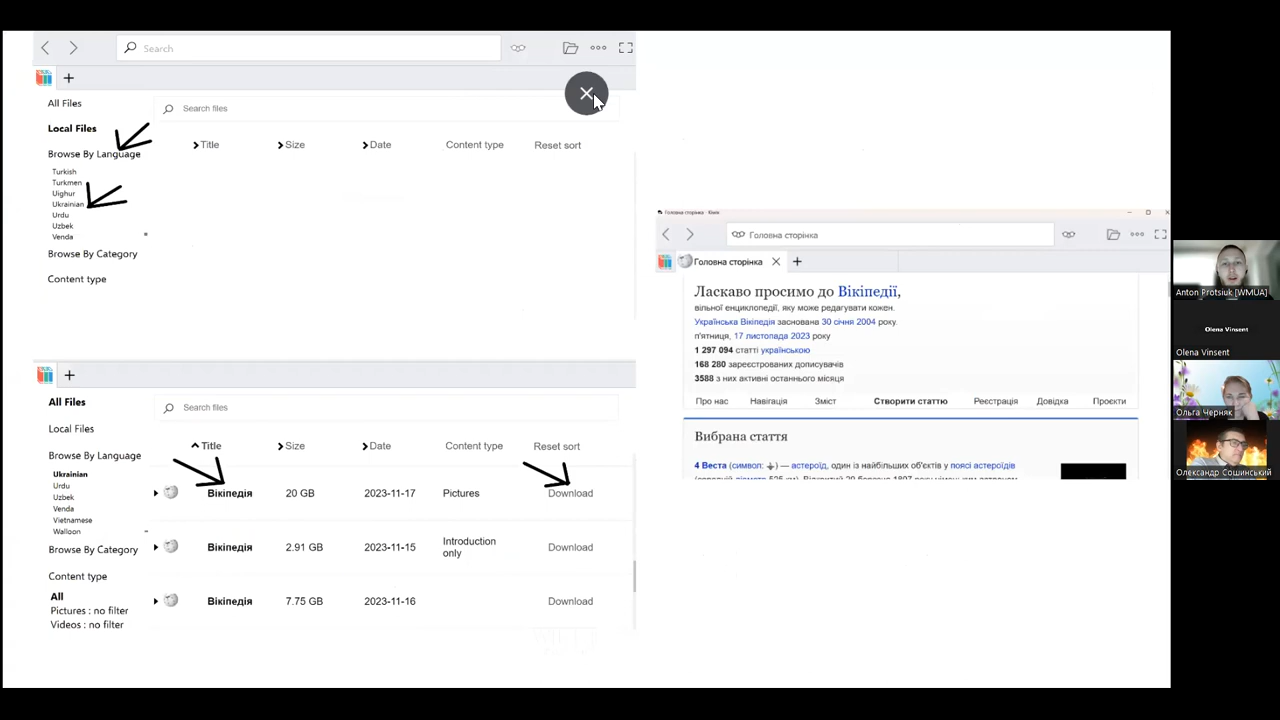 Search
+
All Files
Search files
Local Files
Title Size Date Content type Reset sort
Browse By Language
Turkish
Turkmen
Uighur
Ukrainian
Urdu
Uzbek
Venda
Browse By Category
Content type
+
All Files
Search files
Local Files
Title Size Date Content type Reset sort
Browse By Language
Ukrainian
Urdu
Uzbek
Venda
Vietnamese
Walloon
Browse By Category
Content type
All
Pictures : no filter
Videos : no filter
Вікіпедія 20 GB 2023-11-17 Pictures Download
Вікіпедія 2.91 GB 2023-11-15 Introduction only Download
Вікіпедія 7.75 GB 2023-11-16 Download
Головна сторінка - Kiwix
Головна сторінка
Головна сторінка +
Ласкаво просимо до Вікіпедії,
вільної енциклопедії, яку може редагувати кожен.
Українська Вікіпедія заснована 30 січня 2004 року.
п'ятниця, 17 листопада 2023 року
1 297 094 статті українською
168 280 зареєстрованих дописувачів
3588 з них активні останнього місяця
Про нас Навігація Зміст Створити статтю Реєстрація Довідка Проєкти
Вибрана стаття
4 Веста (символ: ⚶) — астероїд, один із найбільших об'єктів у поясі астероїдів
Anton Protsiuk [WMUA]
Olena Vinsent
Olena Vinsent
Ольга Черняк
Олександр Сошинський